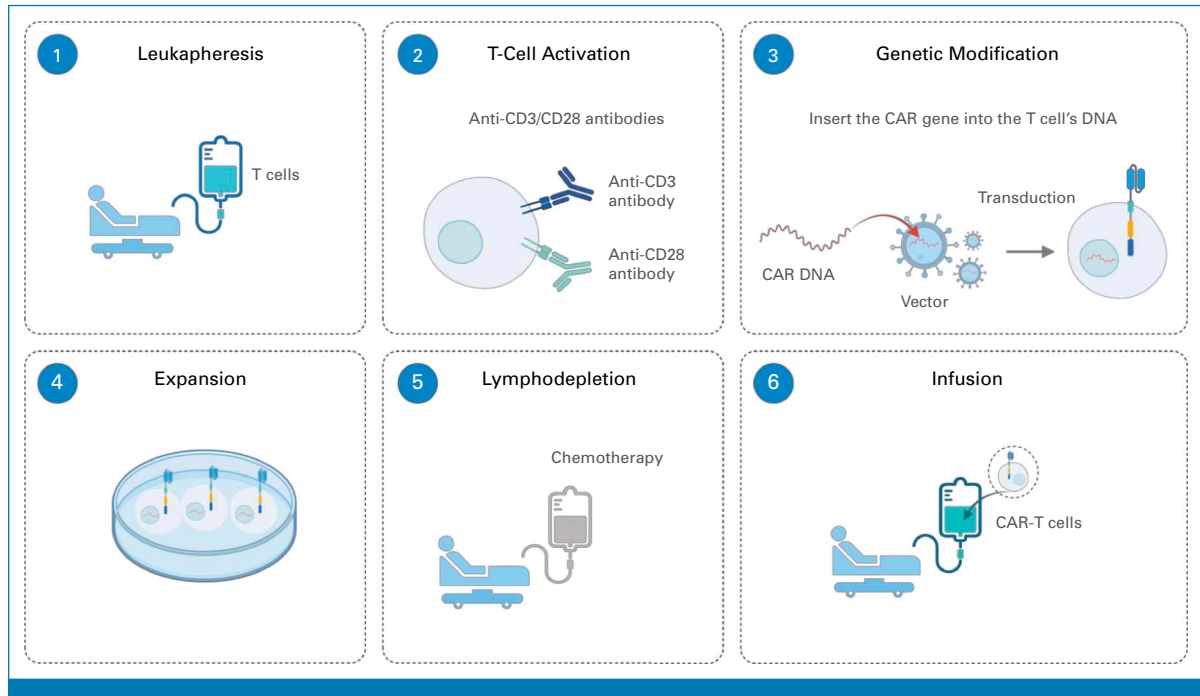 1
Leukapheresis
T cells
2
T-Cell Activation
Anti-CD3/CD28 antibodies
Anti-CD3
antibody
Anti-CD28
antibody
3
Genetic Modification
Insert the CAR gene into the T cell's DNA
Transduction
CAR DNA
Vector
4
Expansion
5
Lymphodepletion
Chemotherapy
6
Infusion
CAR-T cells